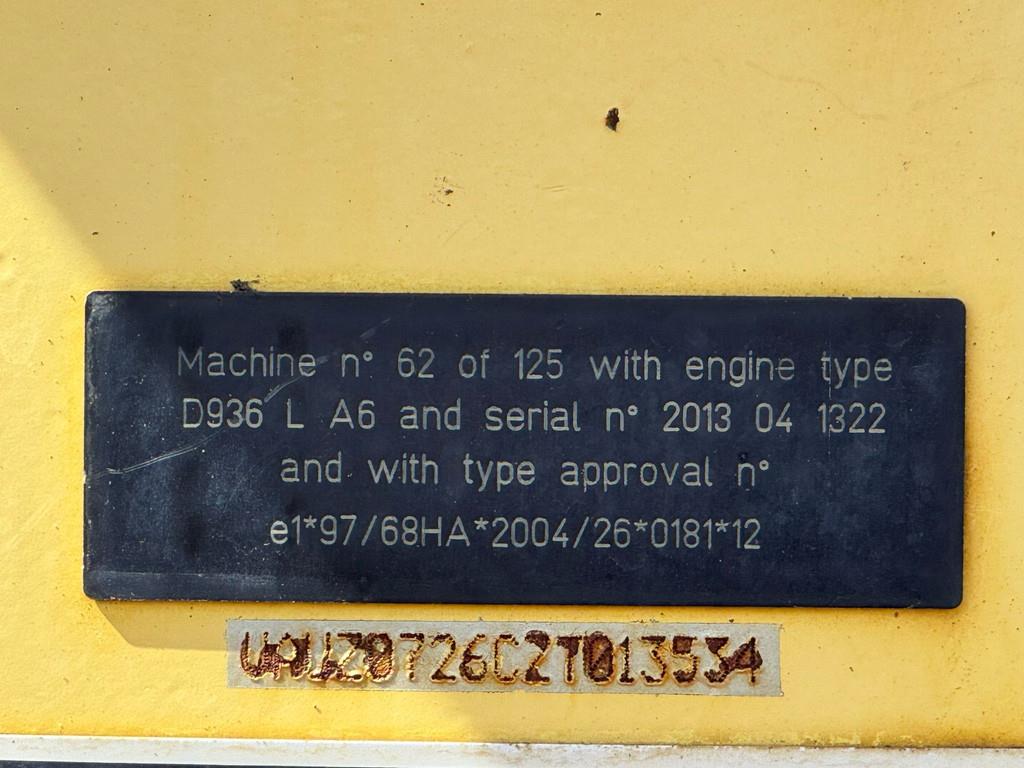 Machine n° 62 of 125 with engine type
D936 L A6 and serial n° 2013 04 1322
and with type approval n°
e1*97/68HA*2004/26*0181*12